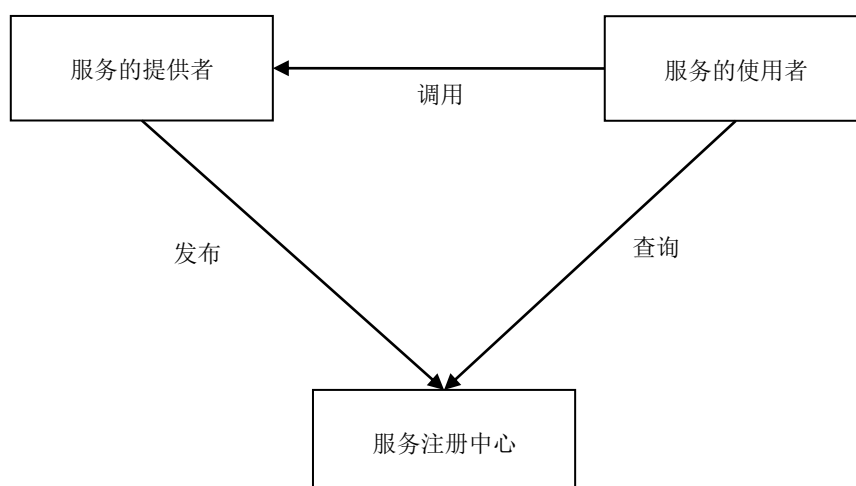 服务的提供者
服务的使用者
调用
发布
查询
服务注册中心